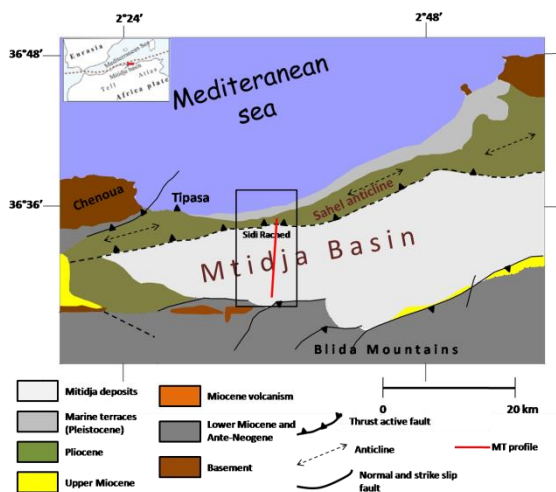 2°24'
2°48'
36°48'
36°36'
Eurasia
Mediterranean Sea
Mitidja basin
Tell Atlas
Africa plate
Mediteranean
sea
Chenoua
Tipasa
Sidi Rached
Sahel anticline
Mtidja Basin
Blida Mountains
Mitidja deposits
Marine terraces
(Pleistocene)
Pliocene
Upper Miocene
Miocene volcanism
Lower Miocene and
Ante-Neogene
Basement
0
20 km
Thrust active fault
Anticline
MT profile
Normal and strike slip
fault